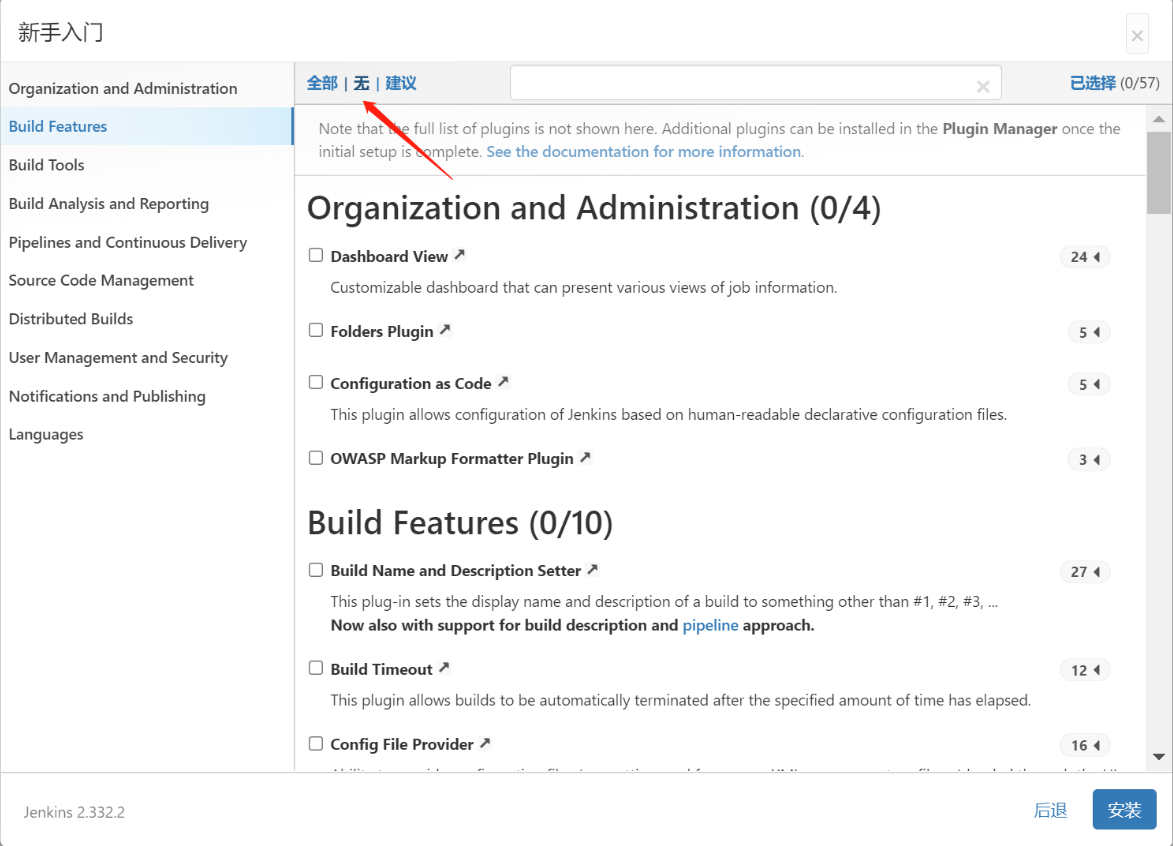 新手入门
×
Organization and Administration
Build Features
Build Tools
Build Analysis and Reporting
Pipelines and Continuous Delivery
Source Code Management
Distributed Builds
User Management and Security
Notifications and Publishing
Languages
全部 | 无 | 建议
×
已选择 (0/57)
Note that the full list of plugins is not shown here. Additional plugins can be installed in the Plugin Manager once the
initial setup is complete. See the documentation for more information.
Organization and Administration (0/4)
Dashboard View
24
Customizable dashboard that can present various views of job information.
Folders Plugin
5
Configuration as Code
5
This plugin allows configuration of Jenkins based on human-readable declarative configuration files.
OWASP Markup Formatter Plugin
3
Build Features (0/10)
Build Name and Description Setter
27
This plug-in sets the display name and description of a build to something other than #1, #2, #3, ...
Now also with support for build description and pipeline approach.
Build Timeout
12
This plugin allows builds to be automatically terminated after the specified amount of time has elapsed.
Config File Provider
16
Jenkins 2.332.2
后退
安装